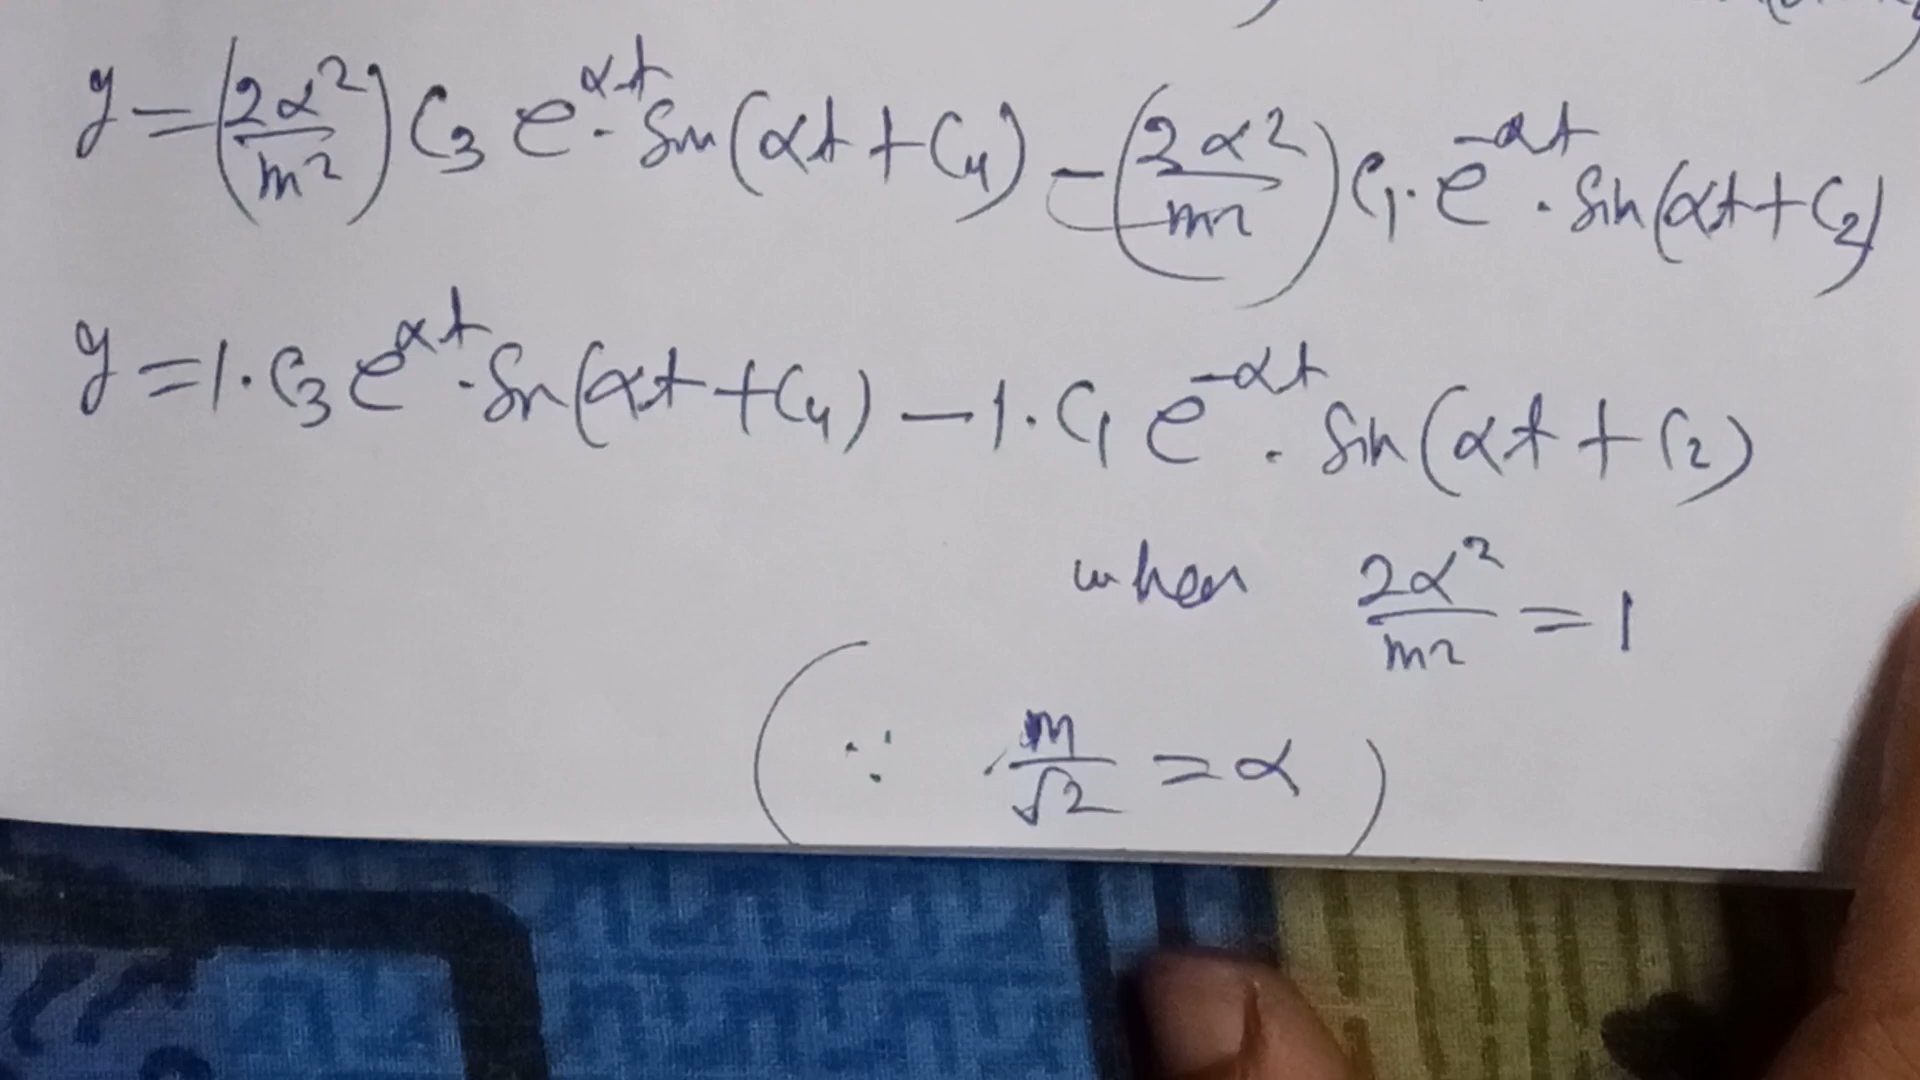 y = (2α²/m²) C₃ e^{αt} · Sin(αt + C₄) − (2α²/m²) C₁ · e^{−αt} · Sin(αt + C₂)
y = 1 · C₃ e^{αt} · Sin(αt + C₄) − 1 · C₁ e^{−αt} · Sin(αt + C₂)
when 2α²/m² = 1
(∵ m/√2 = α)